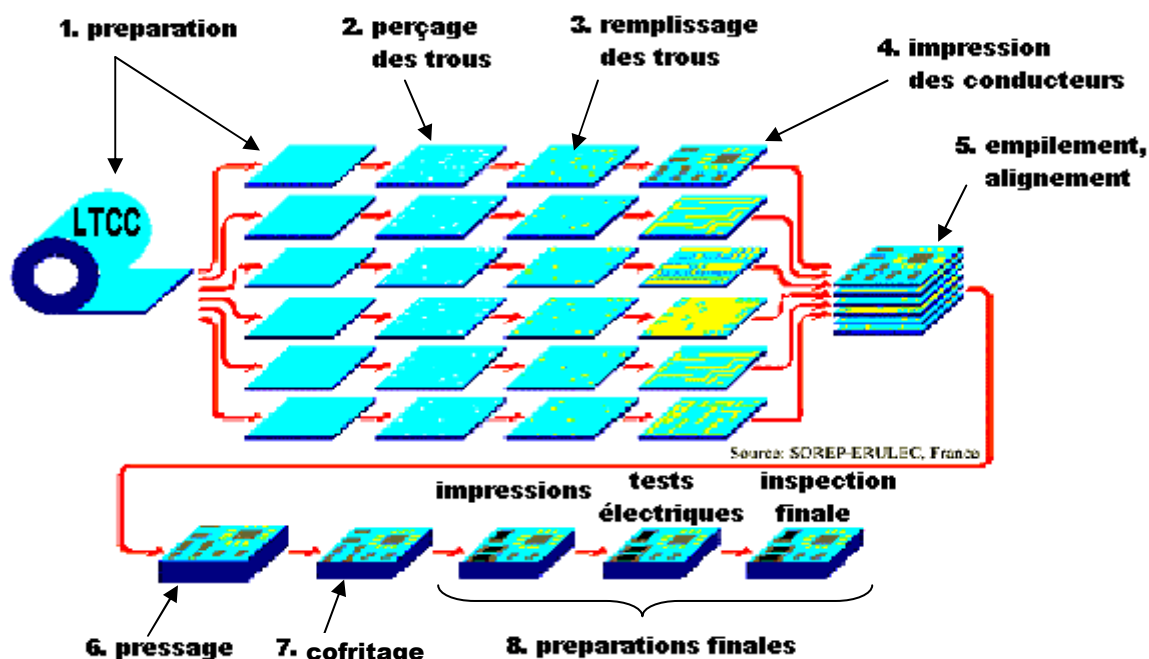 1. preparation
2. perçage
des trous
3. remplissage
des trous
4. impression
des conducteurs
5. empilement,
alignement
LTCC
Source: SOREP-ERULEC, France
impressions
tests
électriques
inspection
finale
6. pressage
7. cofritage
8. preparations finales